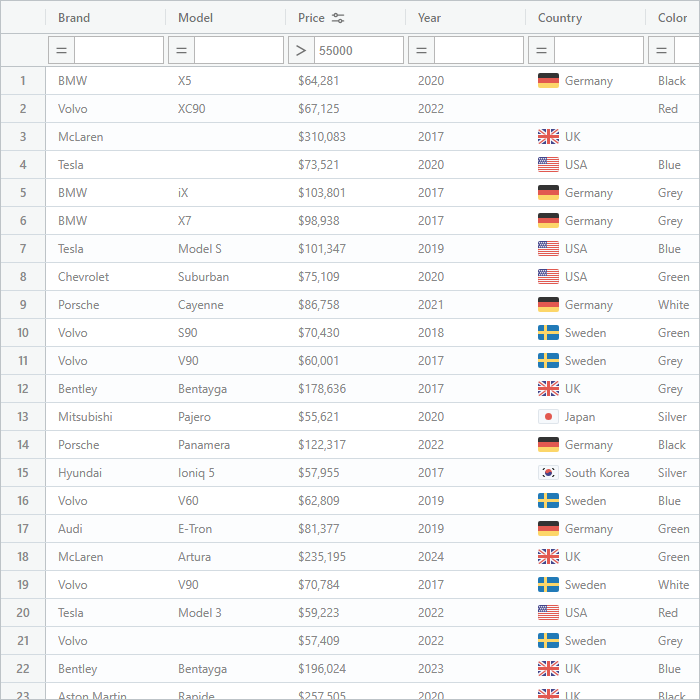 Brand Model Price Year Country Color
= = > 55000 = = =
1 BMW X5 $64,281 2020 Germany Black
2 Volvo XC90 $67,125 2022 Red
3 McLaren $310,083 2017 UK
4 Tesla $73,521 2020 USA Blue
5 BMW iX $103,801 2017 Germany Grey
6 BMW X7 $98,938 2017 Germany Grey
7 Tesla Model S $101,347 2019 USA Blue
8 Chevrolet Suburban $75,109 2020 USA Green
9 Porsche Cayenne $86,758 2021 Germany White
10 Volvo S90 $70,430 2018 Sweden Green
11 Volvo V90 $60,001 2017 Sweden Grey
12 Bentley Bentayga $178,636 2017 UK Grey
13 Mitsubishi Pajero $55,621 2020 Japan Silver
14 Porsche Panamera $122,317 2022 Germany Black
15 Hyundai Ioniq 5 $57,955 2017 South Korea Silver
16 Volvo V60 $62,809 2019 Sweden Blue
17 Audi E-Tron $81,377 2019 Germany Green
18 McLaren Artura $235,195 2024 UK Green
19 Volvo V90 $70,784 2017 Sweden White
20 Tesla Model 3 $59,223 2022 USA Red
21 Volvo $57,409 2022 Sweden Grey
22 Bentley Bentayga $196,024 2023 UK Blue
23 Aston Martin Rapide $257,505 2020 UK Black